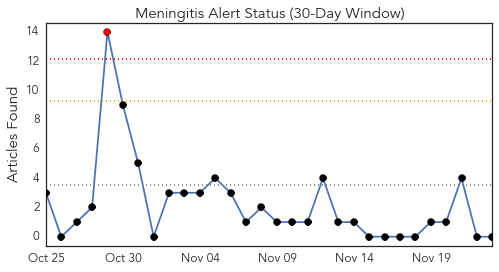 Meningitis Alert Status (30-Day Window)
Articles Found
14
12
10
8
6
4
2
0
Oct 25 Oct 30 Nov 04 Nov 09 Nov 14 Nov 19